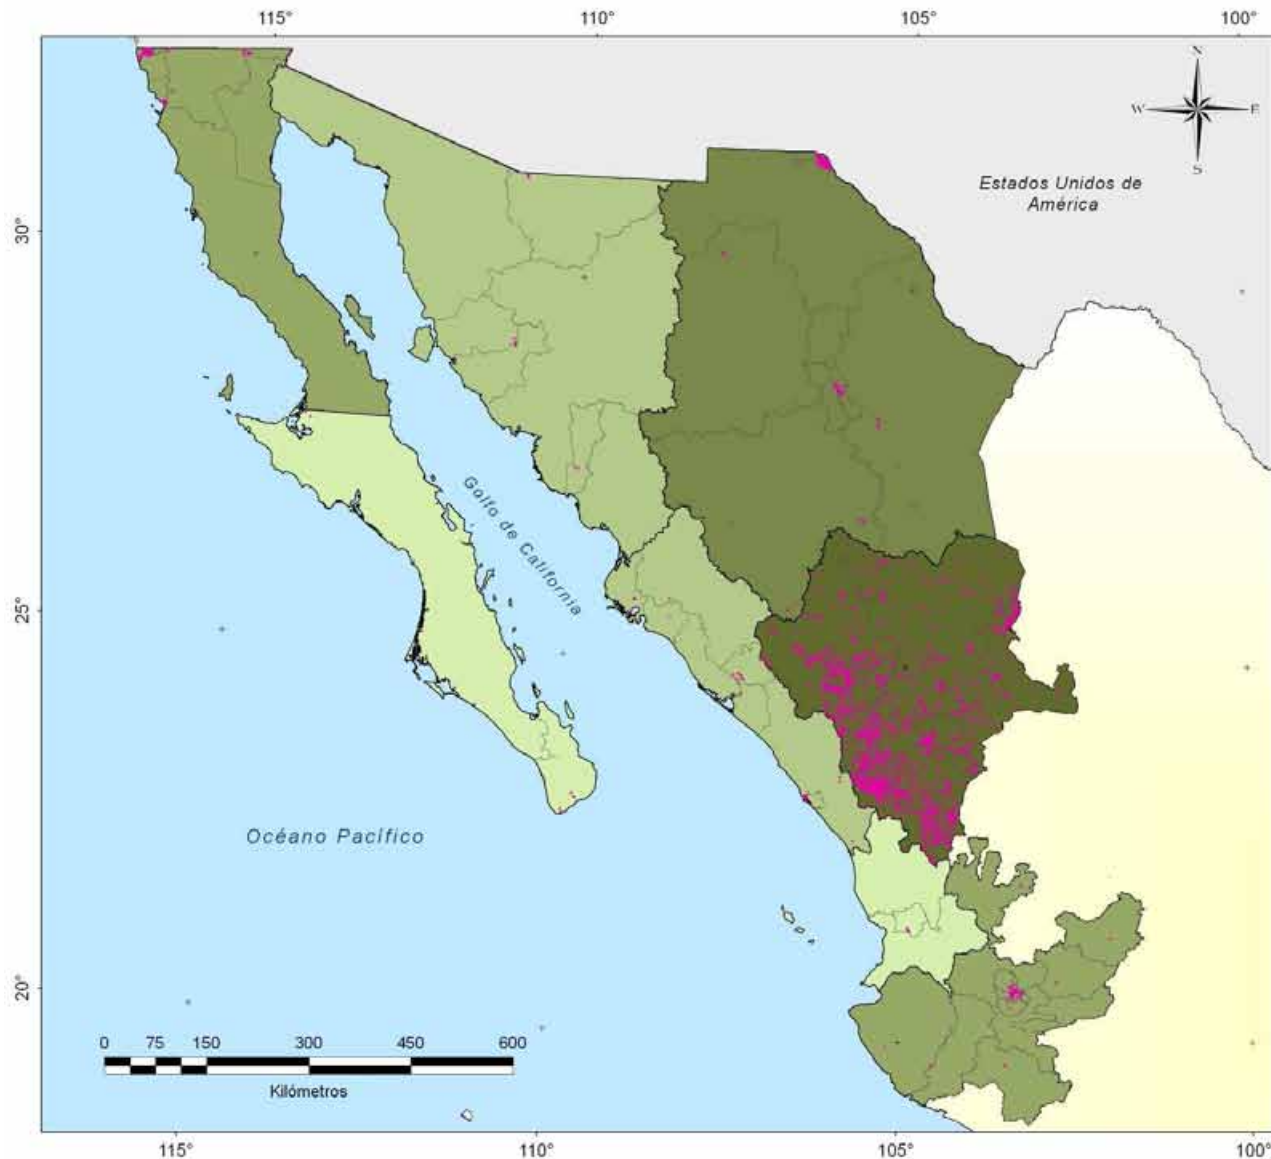 115°
110°
105°
100°
N
W
E
S
Estados Unidos de
América
30°
Golfo de California
25°
Océano Pacífico
20°
0 75 150 300 450 600
Kilómetros
115°
110°
105°
100°